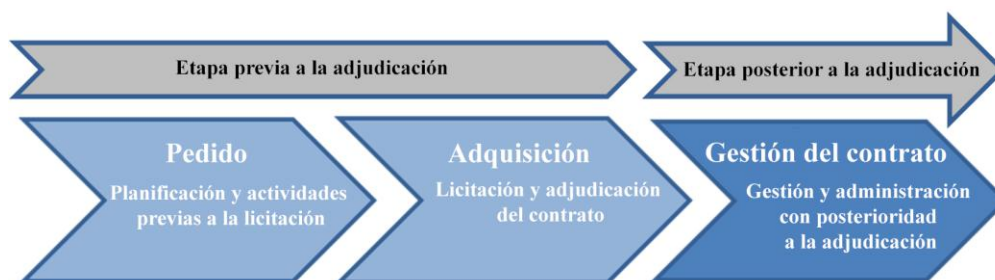 Etapa previa a la adjudicación
Etapa posterior a la adjudicación
Pedido
Planificación y actividades
previas a la licitación
Adquisición
Licitación y adjudicación
del contrato
Gestión del contrato
Gestión y administración
con posterioridad
a la adjudicación